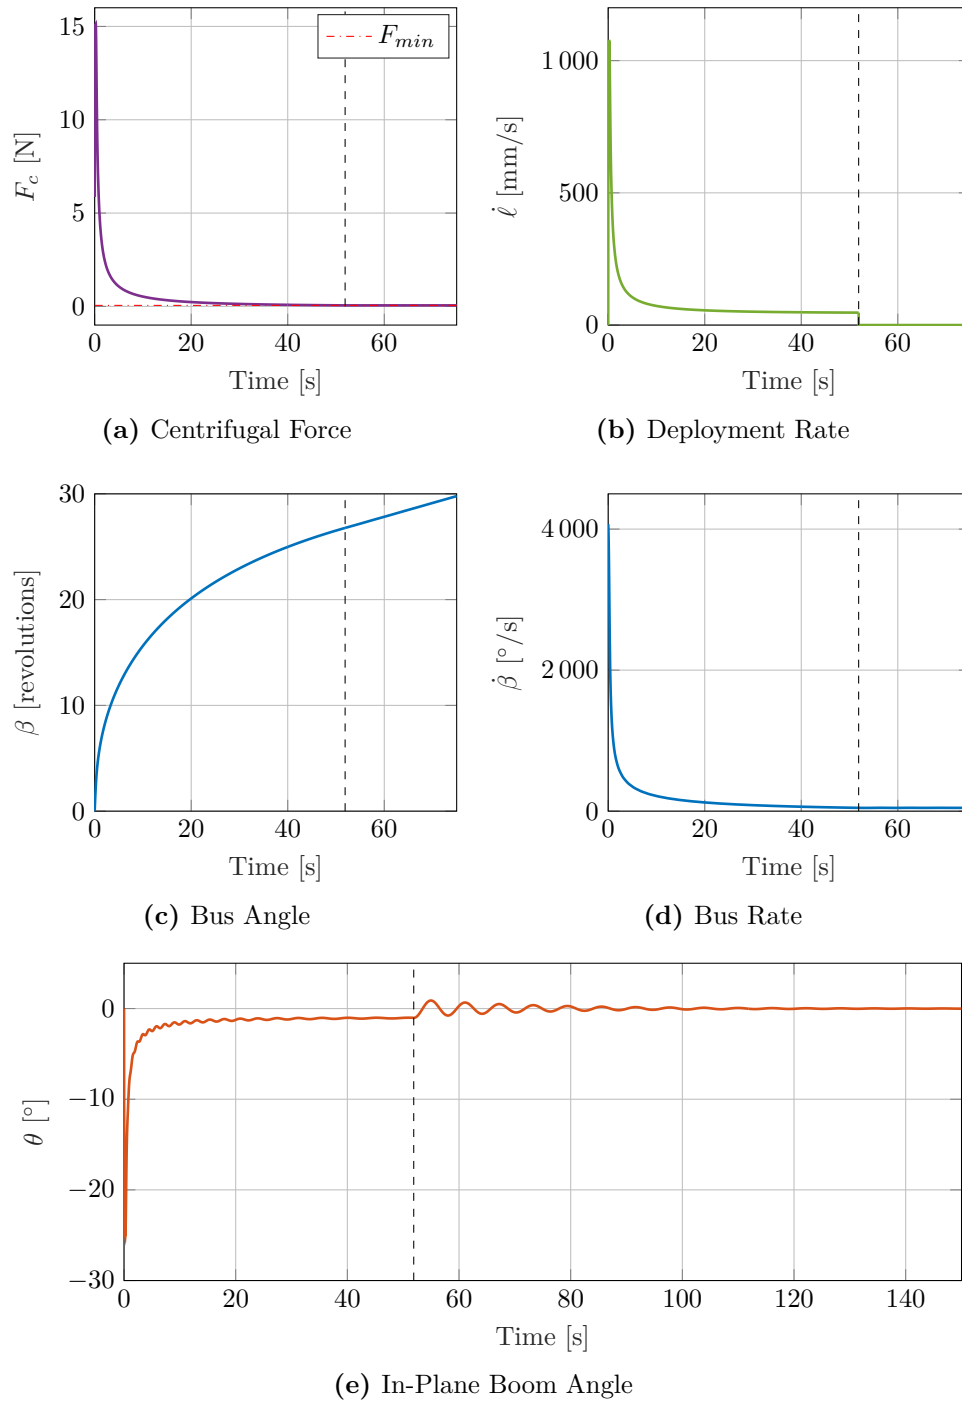 15
10
5
0
F_c [N]
F_{min}
0 20 40 60
Time [s]
(a) Centrifugal Force
1 000
500
0
ℓ̇ [mm/s]
0 20 40 60
Time [s]
(b) Deployment Rate
30
20
10
0
β [revolutions]
0 20 40 60
Time [s]
(c) Bus Angle
4 000
2 000
0
β̇ [°/s]
0 20 40 60
Time [s]
(d) Bus Rate
0
−10
−20
−30
θ [°]
0 20 40 60 80 100 120 140
Time [s]
(e) In-Plane Boom Angle